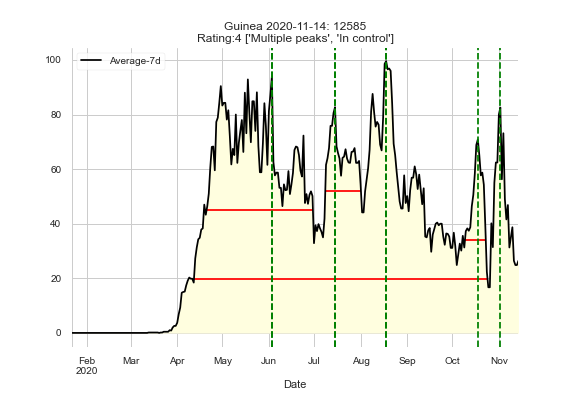 Guinea 2020-11-14: 12585
Rating:4 ['Multiple peaks', 'In control']
Average-7d
100
80
60
40
20
0
Feb Mar Apr May Jun Jul Aug Sep Oct Nov
2020
Date